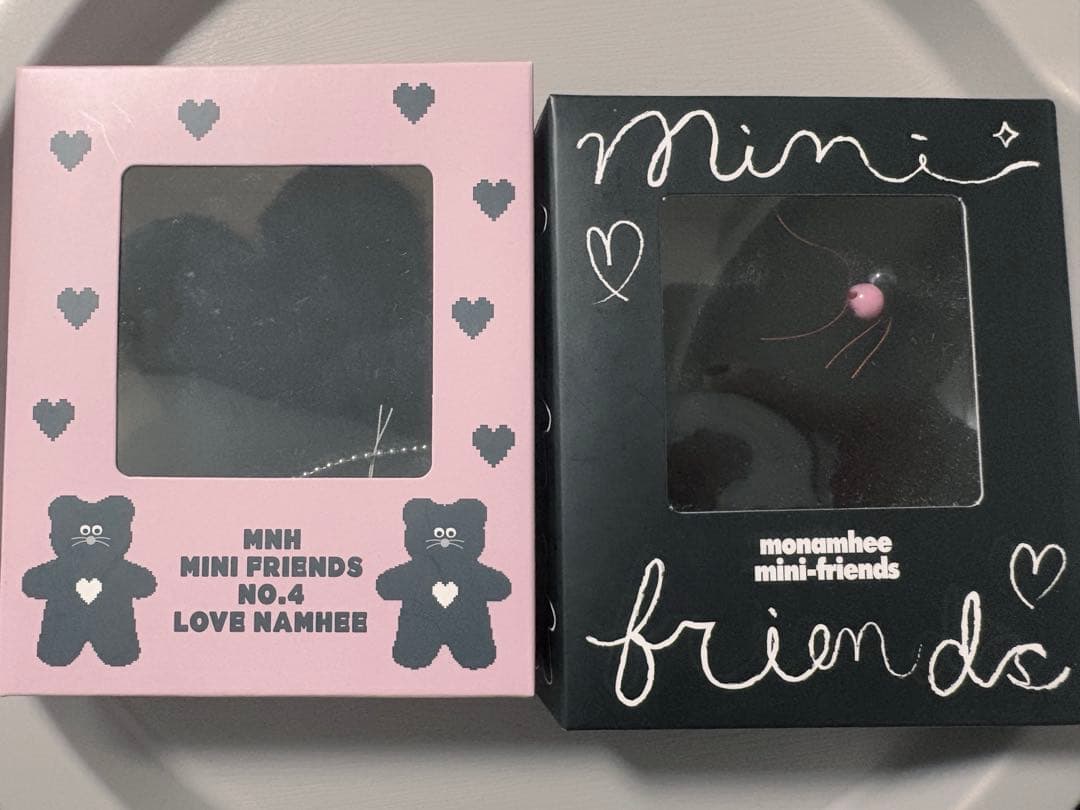 MNH
MINI FRIENDS
NO.4
LOVE NAMHEE
mini
monamhee
mini-friends
friends